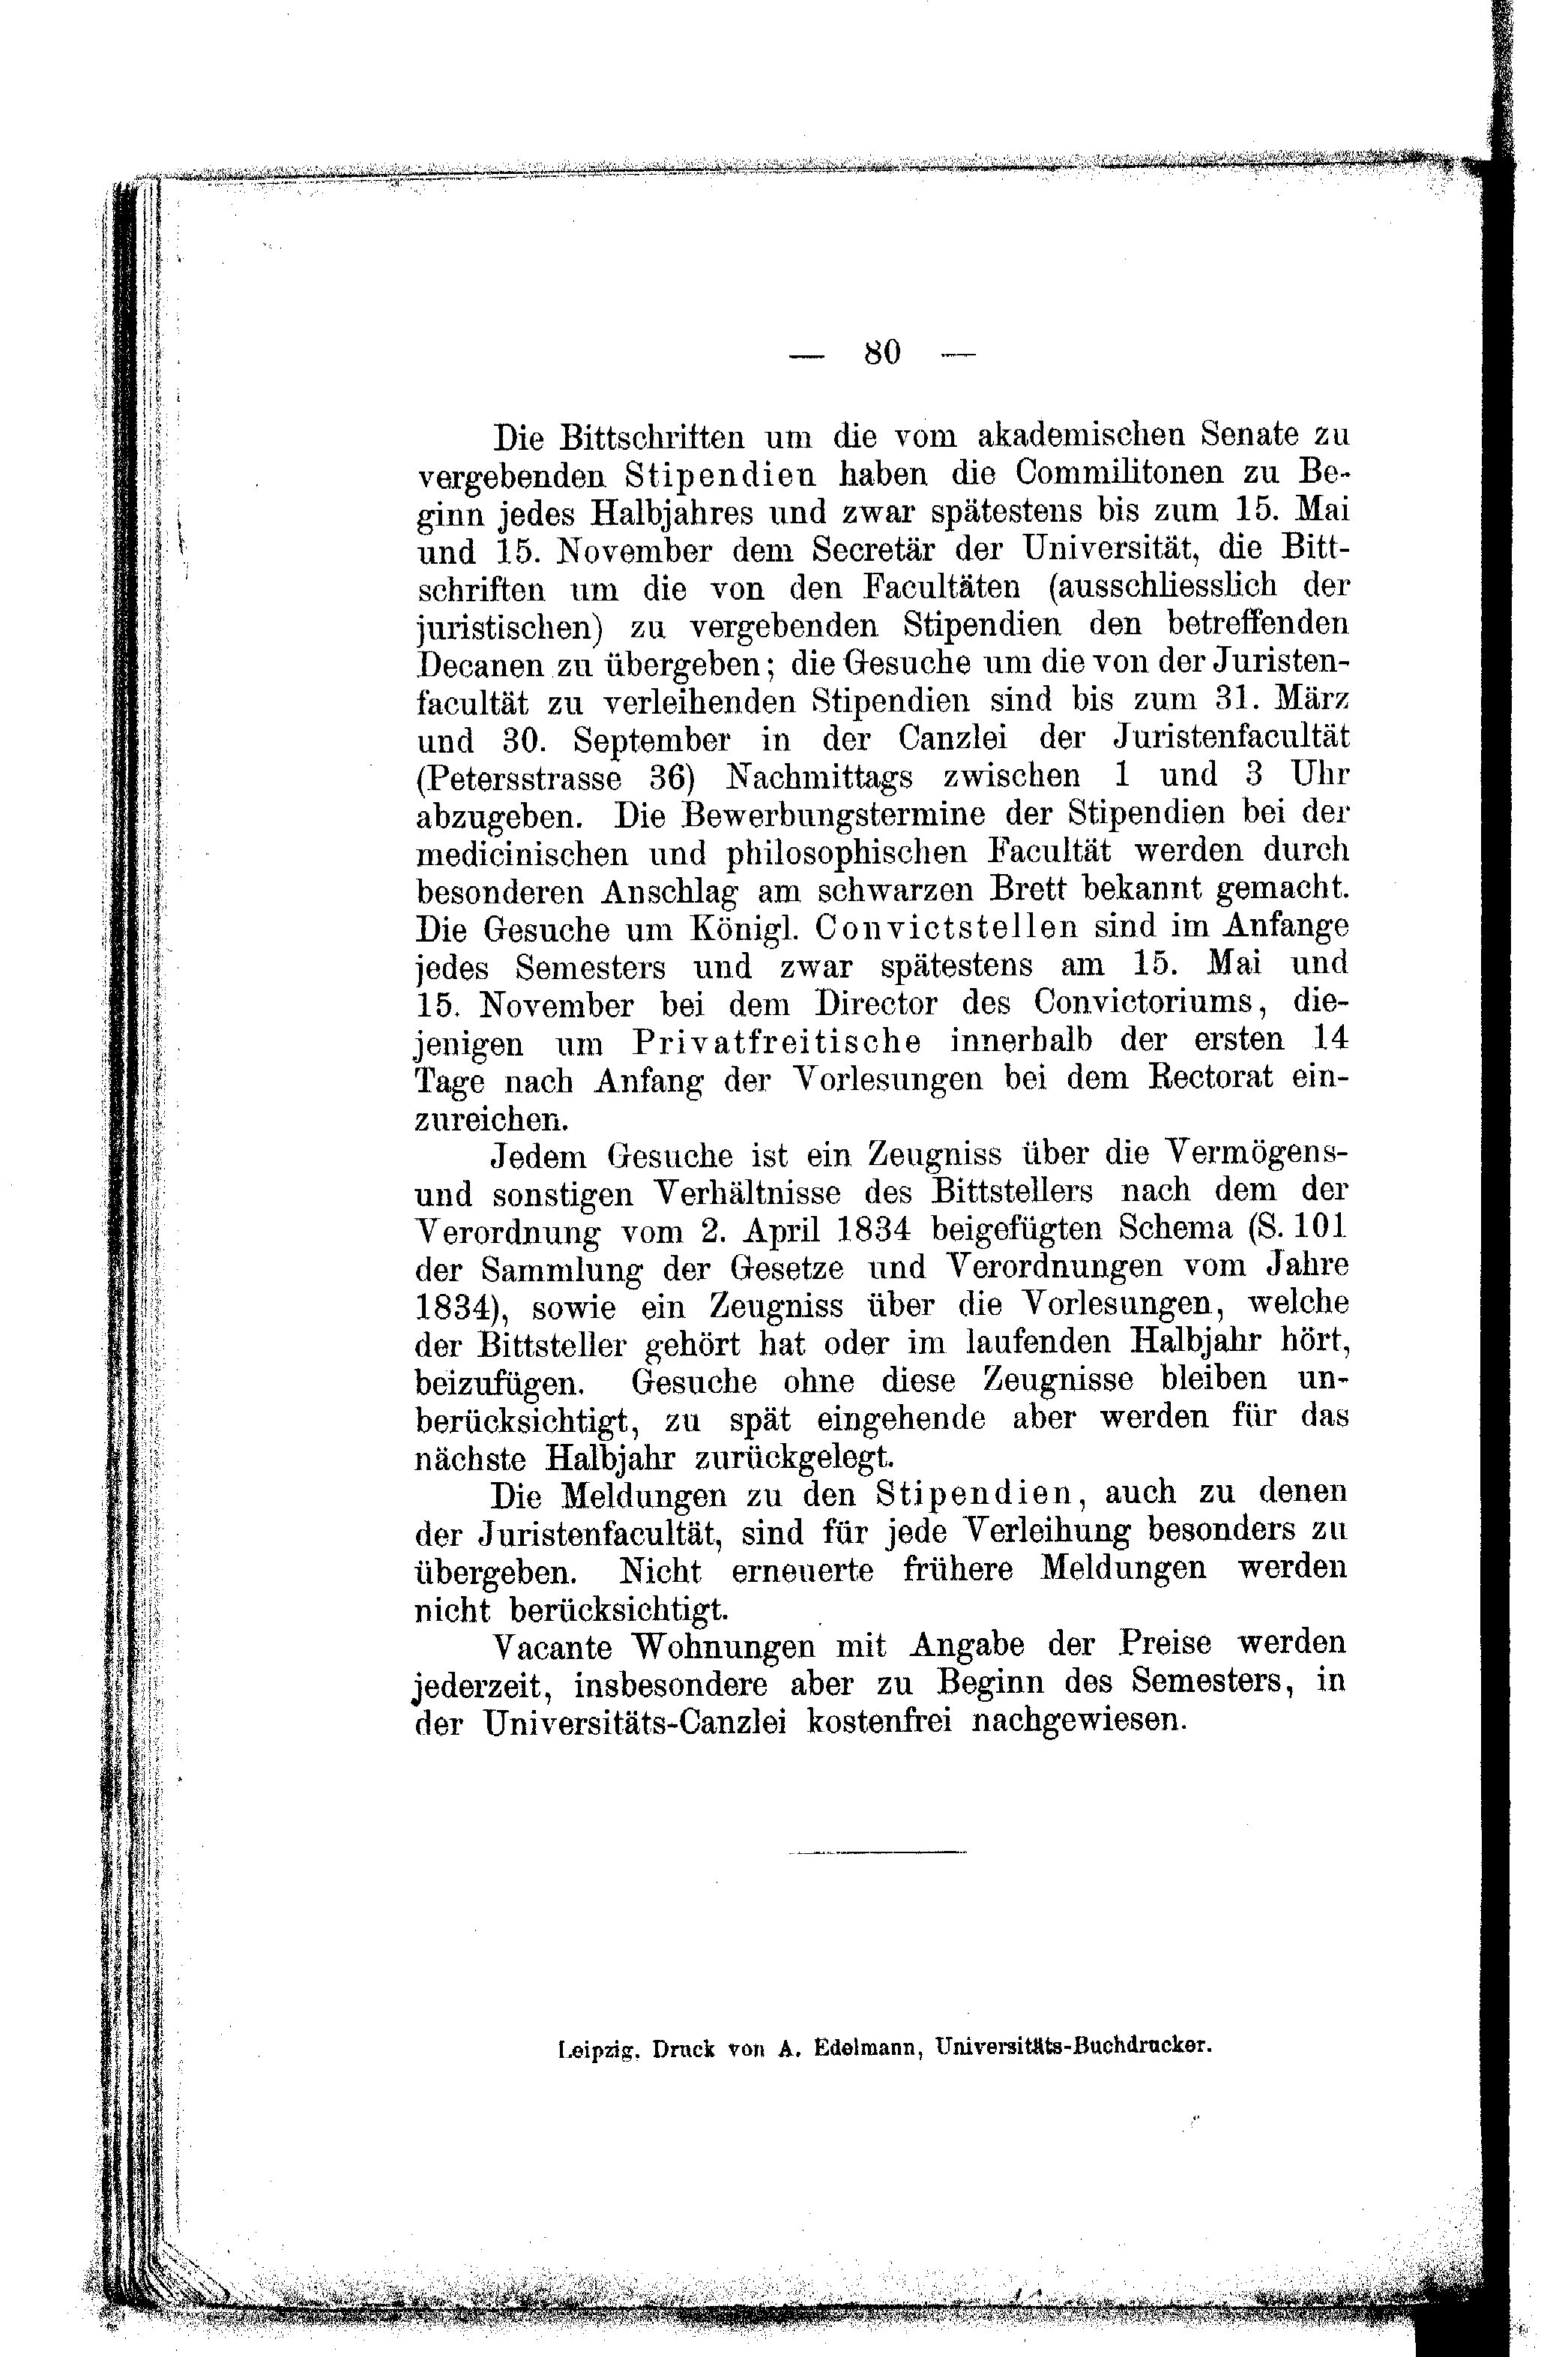 — 80 —
Die Bittschriften um die vom akademischen Senate zu
vergebenden Stipendien haben die Commilitonen zu Be-
ginn jedes Halbjahres und zwar spätestens bis zum 15. Mai
und 15. November dem Secretär der Universität, die Bitt-
schriften um die von den Facultäten (ausschliesslich der
juristischen) zu vergebenden Stipendien den betreffenden
Decanen zu übergeben; die Gesuche um die von der Juristen-
facultät zu verleihenden Stipendien sind bis zum 31. März
und 30. September in der Canzlei der Juristenfacultät
(Petersstrasse 36) Nachmittags zwischen 1 und 3 Uhr
abzugeben. Die Bewerbungstermine der Stipendien bei der
medicinischen und philosophischen Facultät werden durch
besonderen Anschlag am schwarzen Brett bekannt gemacht.
Die Gesuche um Königl. Convictstellen sind im Anfange
jedes Semesters und zwar spätestens am 15. Mai und
15. November bei dem Director des Convictoriums, die-
jenigen um Privatfreitische innerhalb der ersten 14
Tage nach Anfang der Vorlesungen bei dem Rectorat ein-
zureichen.
Jedem Gesuche ist ein Zeugniss über die Vermögens-
und sonstigen Verhältnisse des Bittstellers nach dem der
Verordnung vom 2. April 1834 beigefügten Schema (S. 101
der Sammlung der Gesetze und Verordnungen vom Jahre
1834), sowie ein Zeugniss über die Vorlesungen, welche
der Bittsteller gehört hat oder im laufenden Halbjahr hört,
beizufügen. Gesuche ohne diese Zeugnisse bleiben un-
berücksichtigt, zu spät eingehende aber werden für das
nächste Halbjahr zurückgelegt.
Die Meldungen zu den Stipendien, auch zu denen
der Juristenfacultät, sind für jede Verleihung besonders zu
übergeben. Nicht erneuerte frühere Meldungen werden
nicht berücksichtigt.
Vacante Wohnungen mit Angabe der Preise werden
jederzeit, insbesondere aber zu Beginn des Semesters, in
der Universitäts-Canzlei kostenfrei nachgewiesen.
Leipzig. Druck von A. Edelmann, Universitäts-Buchdrucker.